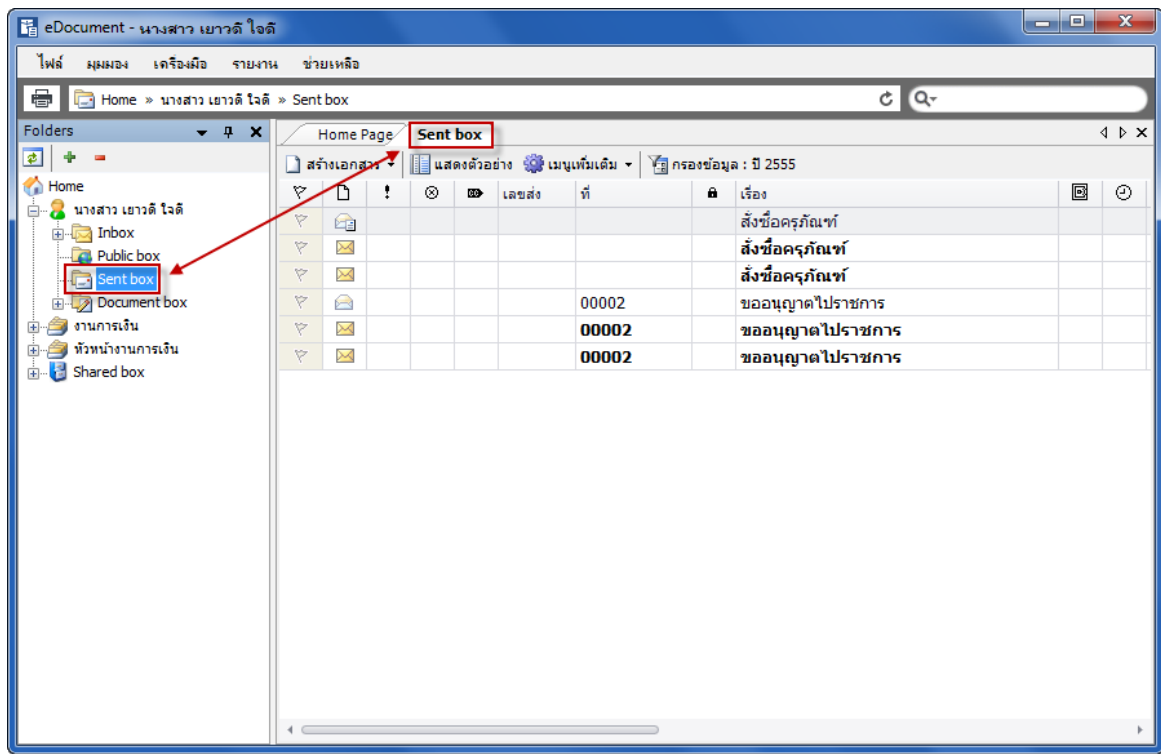 eDocument - นางสาว เยาวดี ใจดี
ไฟล์ มุมมอง เครื่องมือ รายงาน ช่วยเหลือ
Home » นางสาว เยาวดี ใจดี » Sent box
Folders
Home Page Sent box
สร้างเอกสาร แสดงตัวอย่าง เมนูเพิ่มเติม กรองข้อมูล : ปี 2555
Home
นางสาว เยาวดี ใจดี
Inbox
Public box
Sent box
Document box
งานการเงิน
หัวหน้างานการเงิน
Shared box
เลขส่ง ที่ เรื่อง
สั่งซื้อครุภัณฑ์
สั่งซื้อครุภัณฑ์
สั่งซื้อครุภัณฑ์
00002 ขออนุญาตไปราชการ
00002 ขออนุญาตไปราชการ
00002 ขออนุญาตไปราชการ